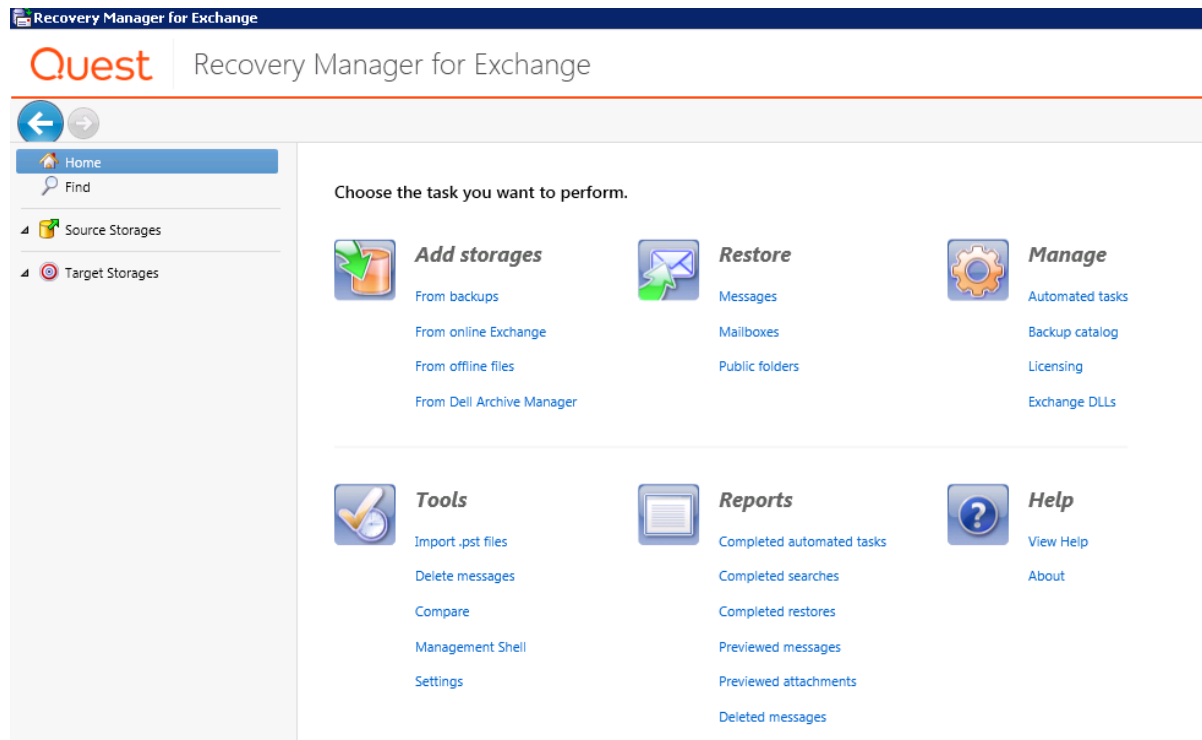 Recovery Manager for Exchange
Quest Recovery Manager for Exchange
Home
Find
Source Storages
Target Storages
Choose the task you want to perform.
Add storages
From backups
From online Exchange
From offline files
From Dell Archive Manager
Restore
Messages
Mailboxes
Public folders
Manage
Automated tasks
Backup catalog
Licensing
Exchange DLLs
Tools
Import .pst files
Delete messages
Compare
Management Shell
Settings
Reports
Completed automated tasks
Completed searches
Completed restores
Previewed messages
Previewed attachments
Deleted messages
Help
View Help
About